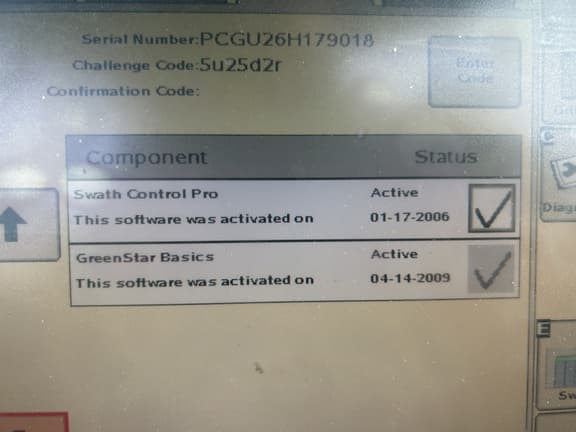 Serial Number:PCGU26H179018
Challenge Code:5u25d2r
Confirmation Code:
Enter
Code
Component Status
Swath Control Pro Active
This software was activated on 01-17-2006
GreenStar Basics Active
This software was activated on 04-14-2009
C
Diag
E
Sw